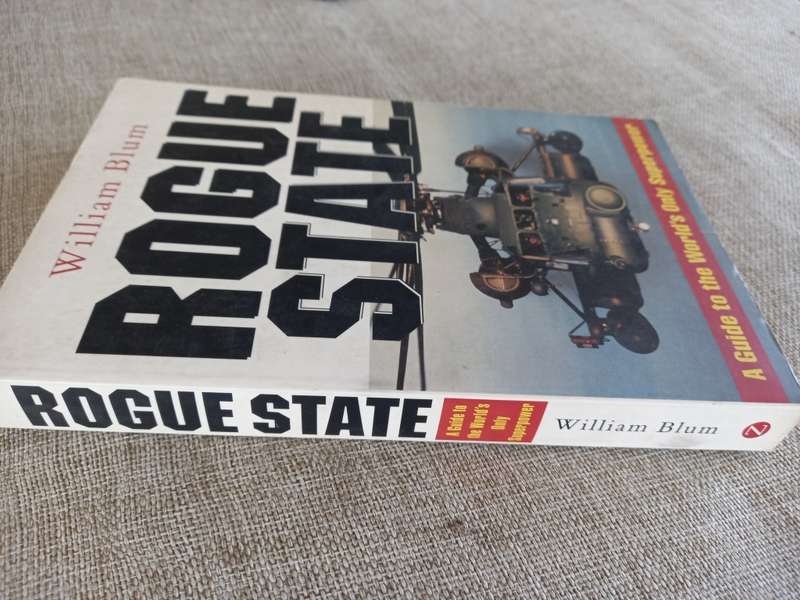 William Blum
ROGUE
STATE
A Guide to the World's Only Superpower
ROGUE STATE
A Guide to
the World's
Only
Superpower
William Blum
Z